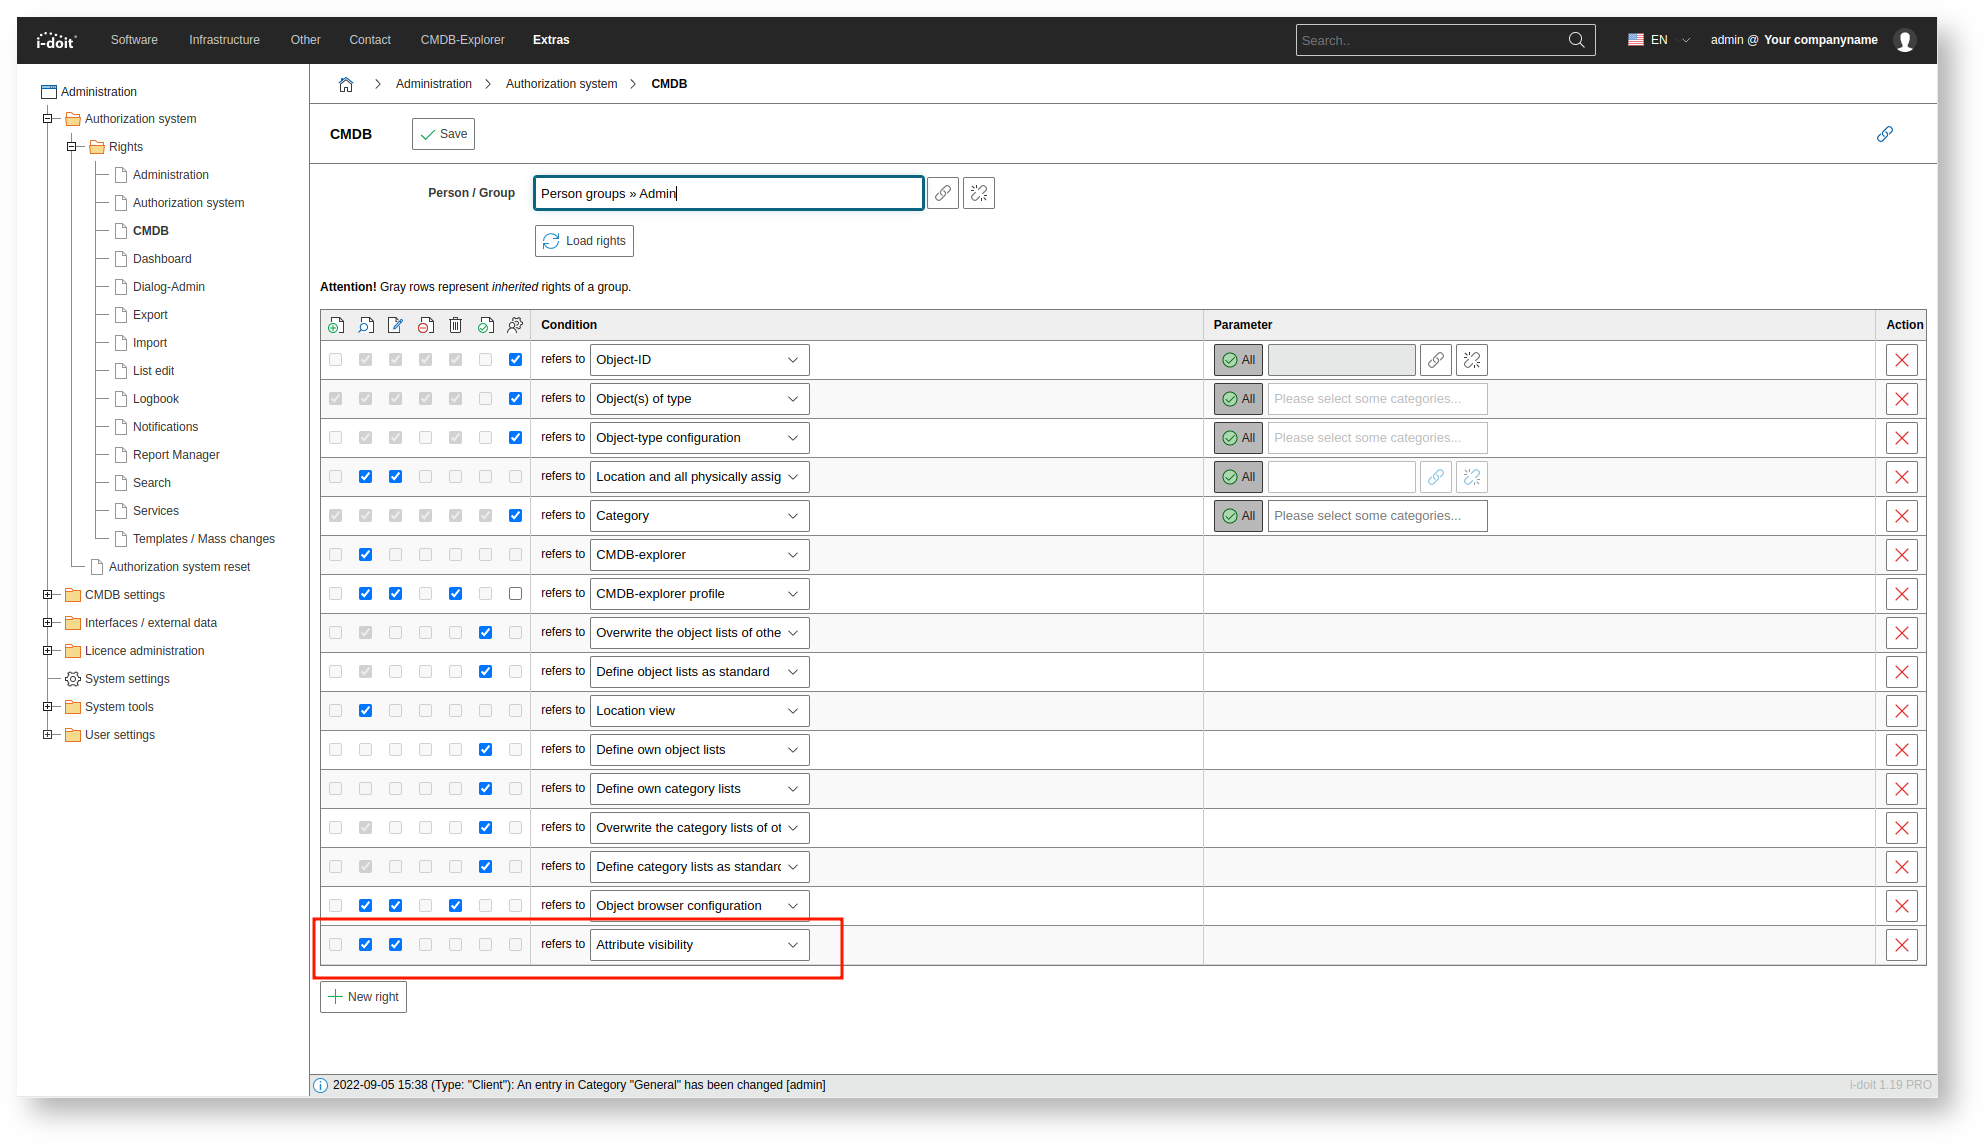 i-doit Software Infrastructure Other Contact CMDB-Explorer Extras Search.. EN admin @ Your companyname
Administration
Authorization system
Rights
Administration
Authorization system
CMDB
Dashboard
Dialog-Admin
Export
Import
List edit
Logbook
Notifications
Report Manager
Search
Services
Templates / Mass changes
Authorization system reset
CMDB settings
Interfaces / external data
Licence administration
System settings
System tools
User settings
Administration Authorization system CMDB
CMDB Save
Person / Group Person groups » Admin
Load rights
Attention! Gray rows represent inherited rights of a group.
Condition Parameter Action
refers to Object-ID All
refers to Object(s) of type All Please select some categories...
refers to Object-type configuration All Please select some categories...
refers to Location and all physically assig All
refers to Category All Please select some categories...
refers to CMDB-explorer
refers to CMDB-explorer profile
refers to Overwrite the object lists of othe
refers to Define object lists as standard
refers to Location view
refers to Define own object lists
refers to Define own category lists
refers to Overwrite the category lists of ot
refers to Define category lists as standard
refers to Object browser configuration
refers to Attribute visibility
New right
2022-09-05 15:38 (Type: "Client"): An entry in Category "General" has been changed [admin] i-doit 1.19 PRO